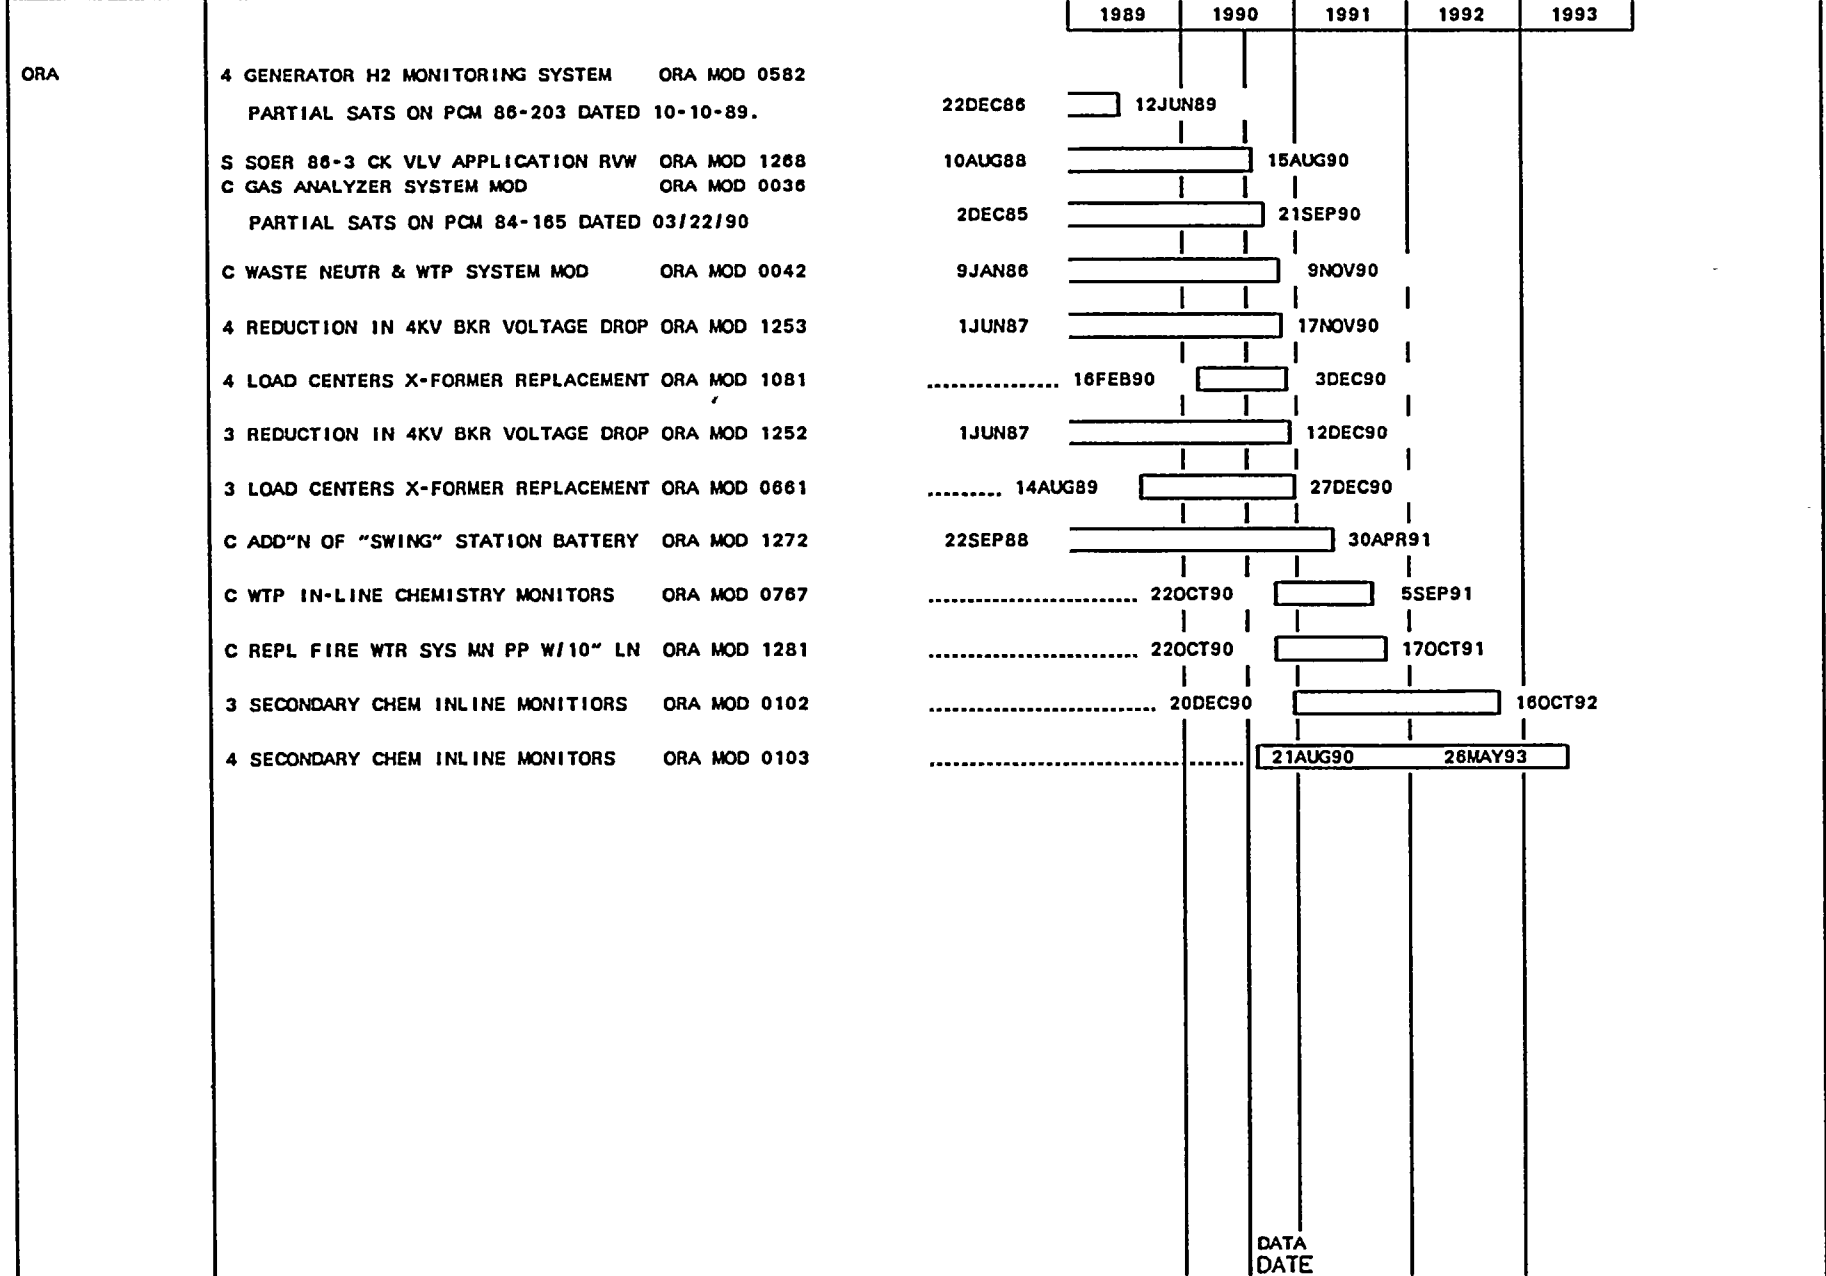 1989 1990 1991 1992 1993
ORA 4 GENERATOR H2 MONITORING SYSTEM ORA MOD 0582
PARTIAL SATS ON PCM 86-203 DATED 10-10-89. 22DEC86 12JUN89
S SOER 86-3 CK VLV APPLICATION RVW ORA MOD 1268 10AUG88 15AUG90
C GAS ANALYZER SYSTEM MOD ORA MOD 0036
PARTIAL SATS ON PCM 84-165 DATED 03/22/90 2DEC85 21SEP90
C WASTE NEUTR & WTP SYSTEM MOD ORA MOD 0042 9JAN86 9NOV90
4 REDUCTION IN 4KV BKR VOLTAGE DROP ORA MOD 1253 1JUN87 17NOV90
4 LOAD CENTERS X-FORMER REPLACEMENT ORA MOD 1081 ............... 16FEB90 3DEC90
3 REDUCTION IN 4KV BKR VOLTAGE DROP ORA MOD 1252 1JUN87 12DEC90
3 LOAD CENTERS X-FORMER REPLACEMENT ORA MOD 0661 ......... 14AUG89 27DEC90
C ADD"N OF "SWING" STATION BATTERY ORA MOD 1272 22SEP88 30APR91
C WTP IN-LINE CHEMISTRY MONITORS ORA MOD 0767 ........................ 22OCT90 5SEP91
C REPL FIRE WTR SYS MN PP W/10" LN ORA MOD 1281 ........................ 22OCT90 17OCT91
3 SECONDARY CHEM INLINE MONITIORS ORA MOD 0102 .......................... 20DEC90 16OCT92
4 SECONDARY CHEM INLINE MONITORS ORA MOD 0103 .................................... 21AUG90 26MAY93
DATA
DATE